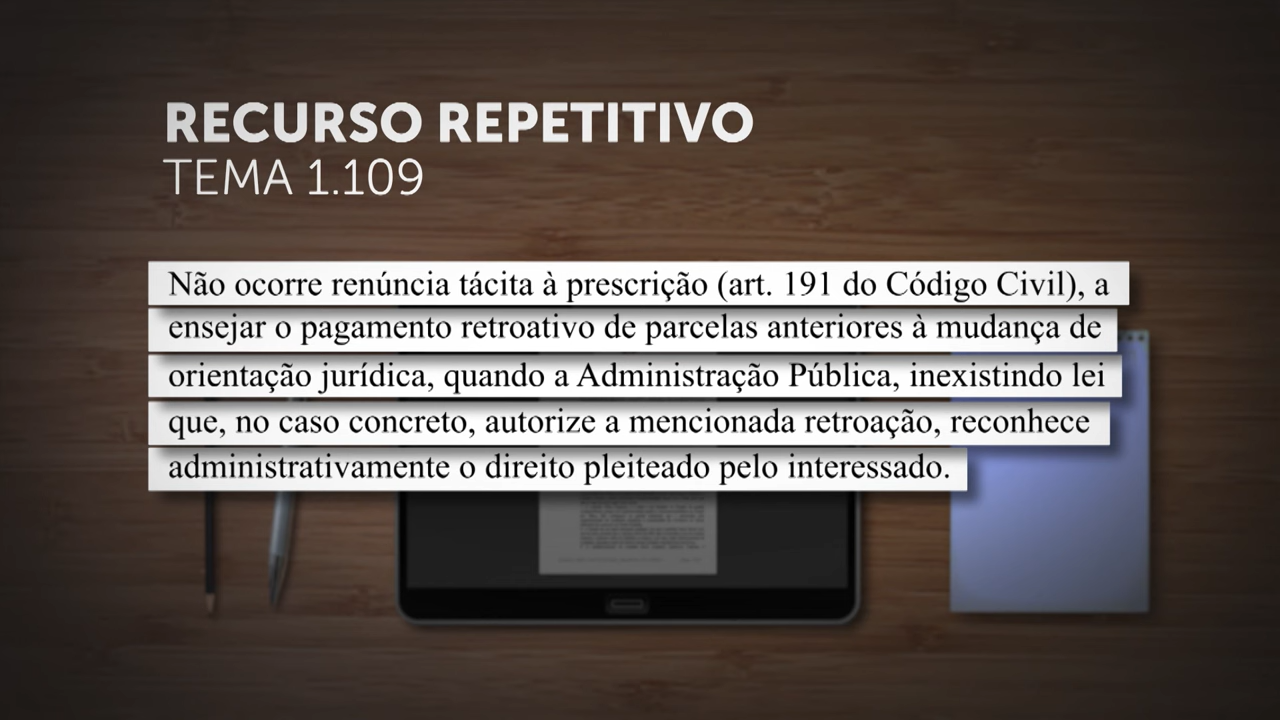 RECURSO REPETITIVO
TEMA 1.109
Não ocorre renúncia tácita à prescrição (art. 191 do Código Civil), a
ensejar o pagamento retroativo de parcelas anteriores à mudança de
orientação jurídica, quando a Administração Pública, inexistindo lei
que, no caso concreto, autorize a mencionada retroação, reconhece
administrativamente o direito pleiteado pelo interessado.